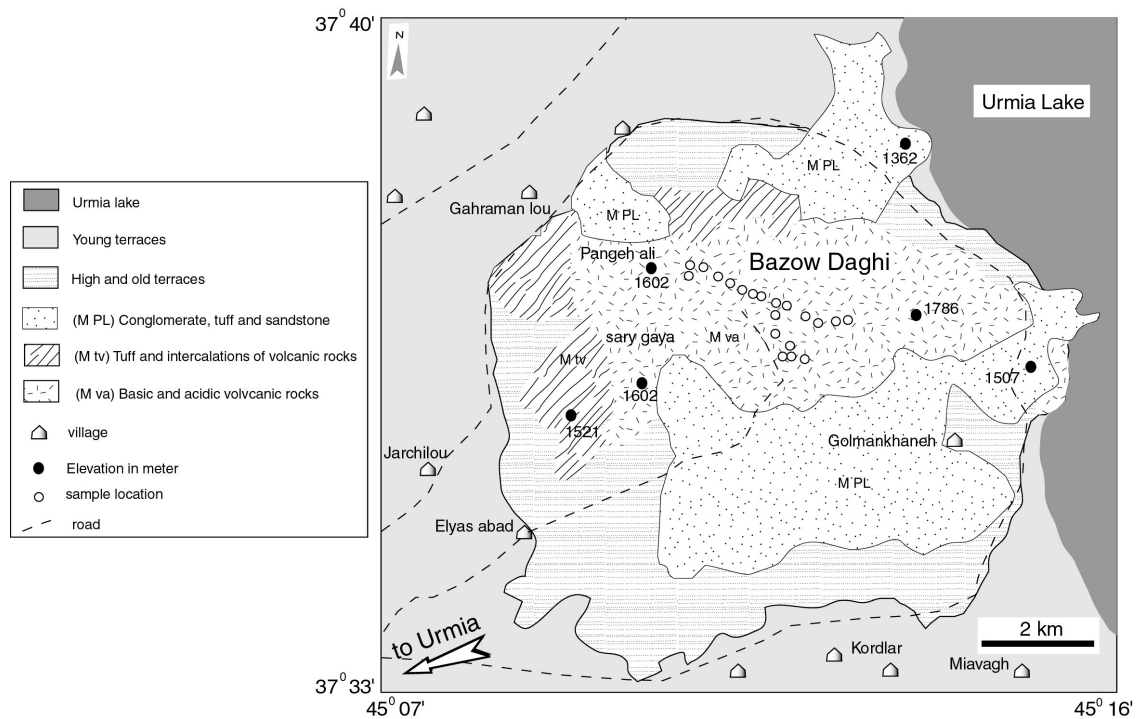 37⁰ 40'
N
Urmia Lake
1362
M PL
Gahraman lou
M PL
Pangeh ali
Bazow Daghi
1602
1786
sary gaya
M va
M tv
1507
1602
1521
Golmankhaneh
Jarchilou
M PL
Elyas abad
to Urmia
2 km
Kordlar
Miavagh
37⁰ 33'
45⁰ 07'
45⁰ 16'
Urmia lake
Young terraces
High and old terraces
(M PL) Conglomerate, tuff and sandstone
(M tv) Tuff and intercalations of volcanic rocks
(M va) Basic and acidic volvcanic rocks
village
Elevation in meter
sample location
road